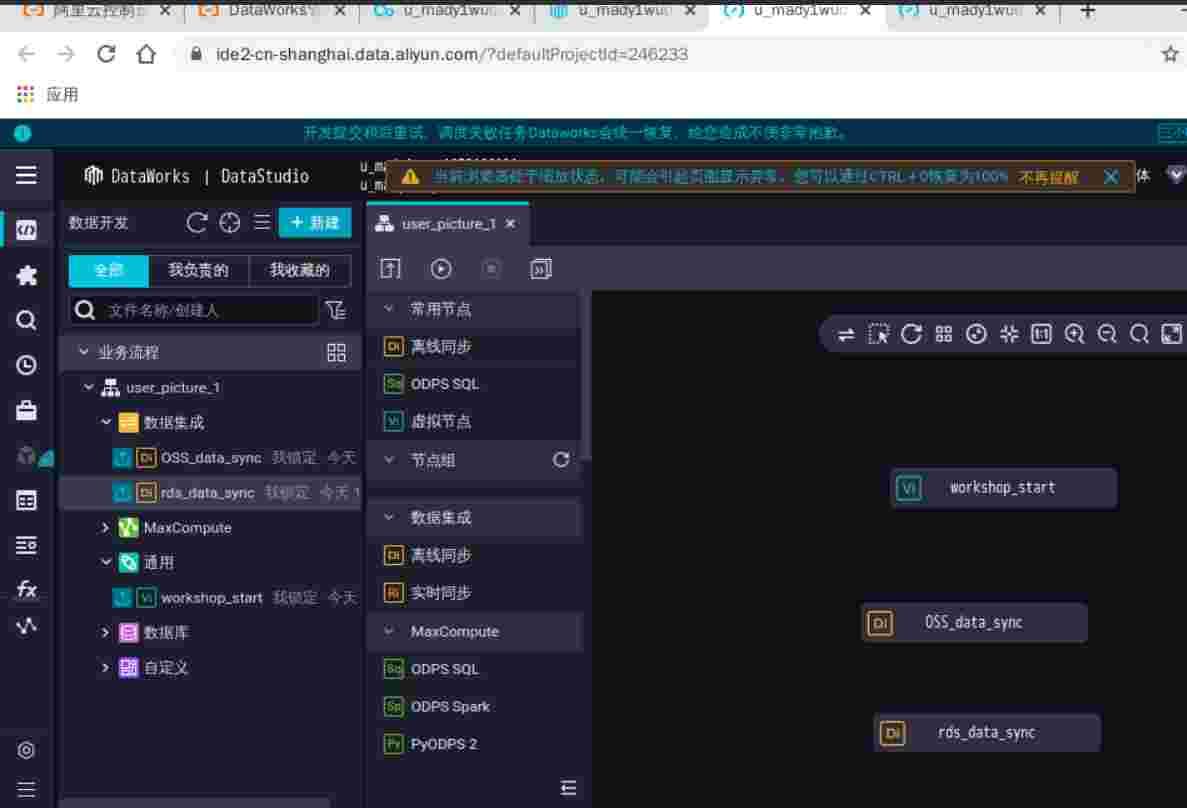 阿里云控制
DataWorks
u_mady1wu
u_mady1wu
u_mady1wu
u_mady1wu
ide2-cn-shanghai.data.aliyun.com/?defaultProjectId=246233
应用
开发提交和后重试，调度失败任务Dataworks会统一恢复，给您造成不便非常抱歉。
DataWorks | DataStudio
当前浏览器处于缩放状态，可能会引起页面显示异常，您可以通过CTRL+0恢复为100% 不再提醒
体
数据开发
+ 新建
user_picture_1
全部
我负责的
我收藏的
文件名称/创建人
业务流程
user_picture_1
数据集成
Di OSS_data_sync 我锁定 今天
Di rds_data_sync 我锁定 今天 1
MaxCompute
通用
Vi workshop_start 我锁定 今天
数据库
自定义
fx
常用节点
Di 离线同步
Sq ODPS SQL
Vi 虚拟节点
节点组
数据集成
Di 离线同步
Ri 实时同步
MaxCompute
Sq ODPS SQL
Sp ODPS Spark
Py PyODPS 2
1:1
Vi workshop_start
Di OSS_data_sync
Di rds_data_sync